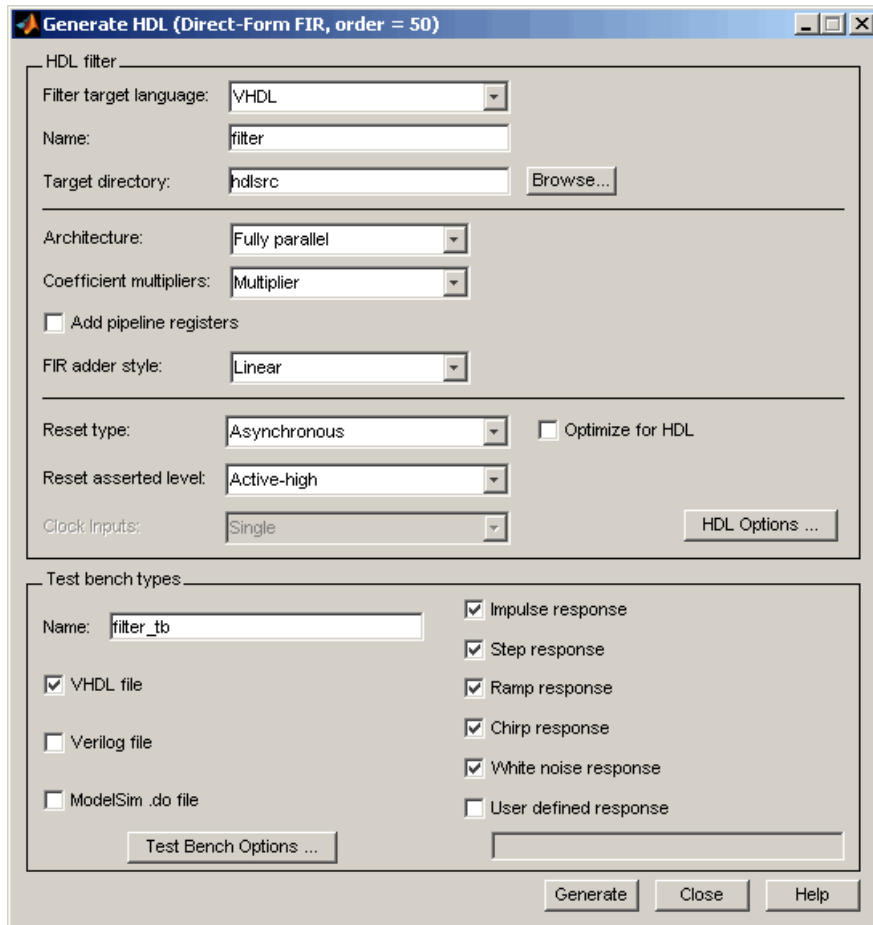 Generate HDL (Direct-Form FIR, order = 50)
HDL filter
Filter target language: VHDL
Name: filter
Target directory: hdlsrc Browse...
Architecture: Fully parallel
Coefficient multipliers: Multiplier
Add pipeline registers
FIR adder style: Linear
Reset type: Asynchronous Optimize for HDL
Reset asserted level: Active-high
Clock Inputs: Single HDL Options ...
Test bench types
Name: filter_tb
VHDL file
Verilog file
ModelSim .do file
Test Bench Options ...
Impulse response
Step response
Ramp response
Chirp response
White noise response
User defined response
Generate Close Help